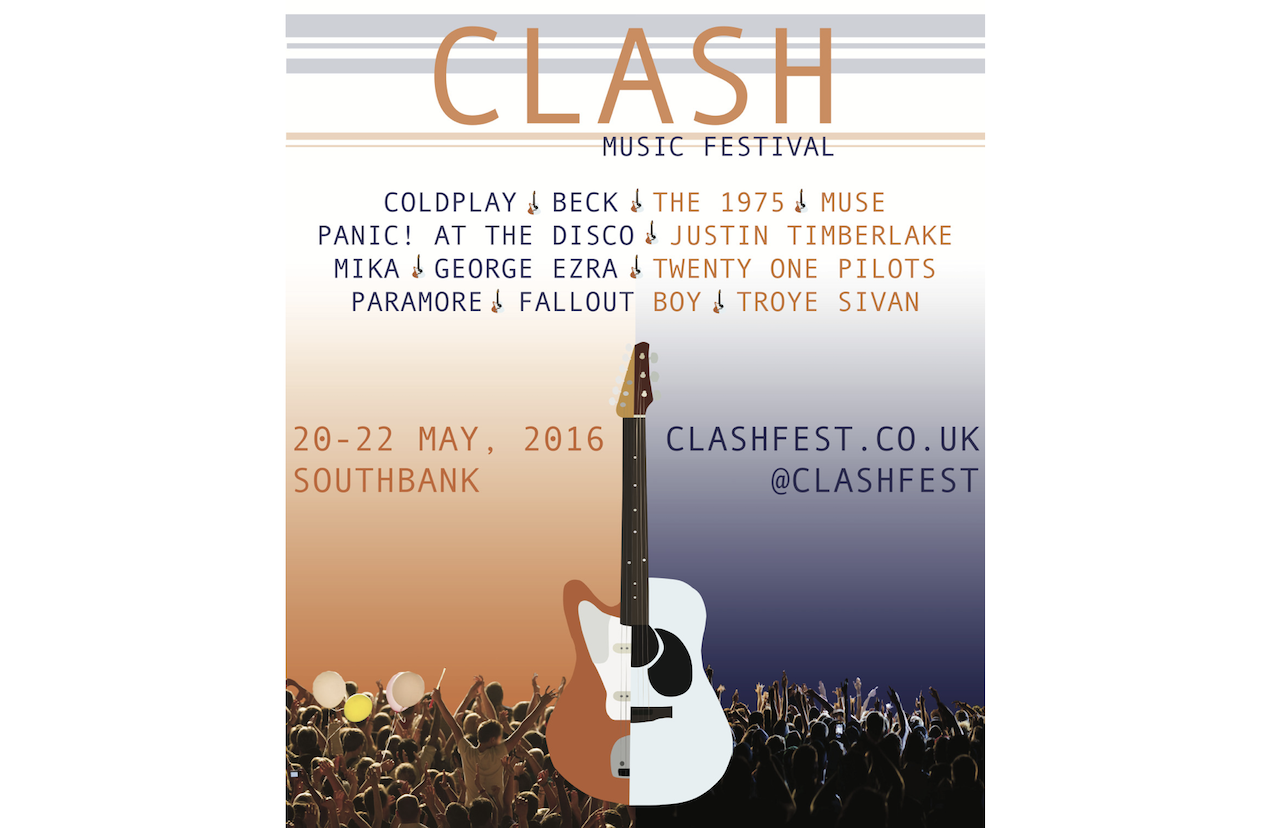 CLASH
MUSIC FESTIVAL
COLDPLAY BECK THE 1975 MUSE
PANIC! AT THE DISCO JUSTIN TIMBERLAKE
MIKA GEORGE EZRA TWENTY ONE PILOTS
PARAMORE FALLOUT BOY TROYE SIVAN
20-22 MAY, 2016
SOUTHBANK
CLASHFEST.CO.UK
@CLASHFEST